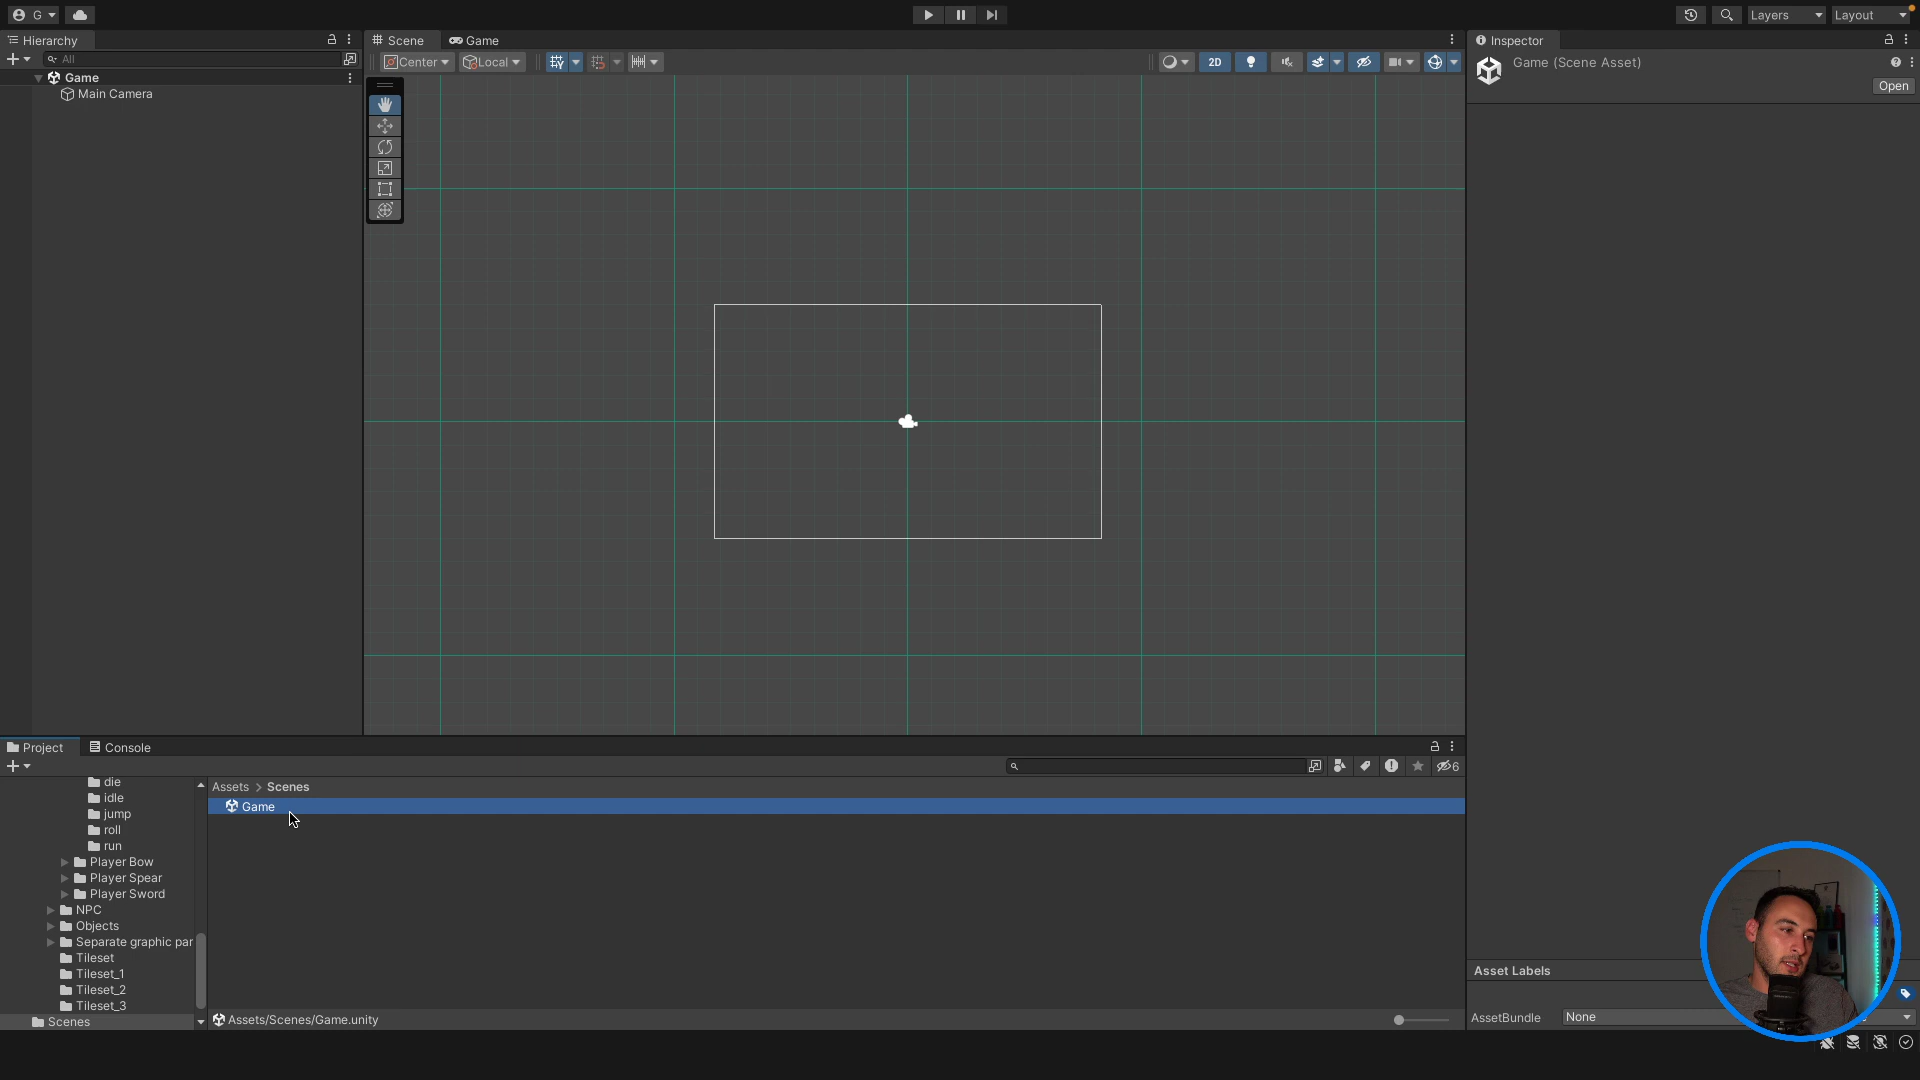 G
Layers
Layout
Hierarchy
Scene
Game
Inspector
All
Center
Local
2D
Game (Scene Asset)
Open
Game
Main Camera
Project
Console
6
die
idle
jump
roll
run
Player Bow
Player Spear
Player Sword
NPC
Objects
Separate graphic par
Tileset
Tileset_1
Tileset_2
Tileset_3
Scenes
Assets > Scenes
Game
Assets/Scenes/Game.unity
Asset Labels
AssetBundle
None